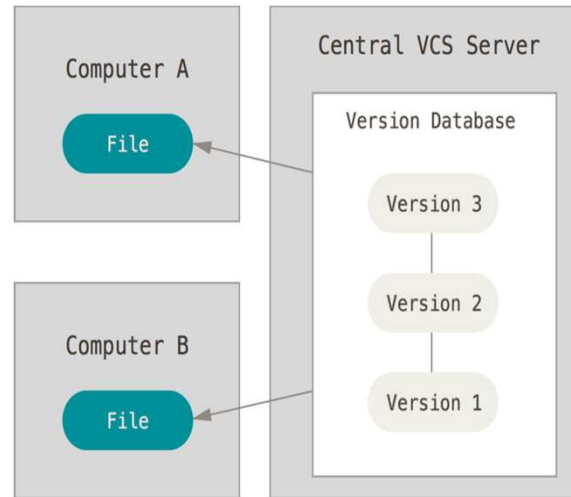 Computer A
File
Computer B
File
Central VCS Server
Version Database
Version 3
Version 2
Version 1